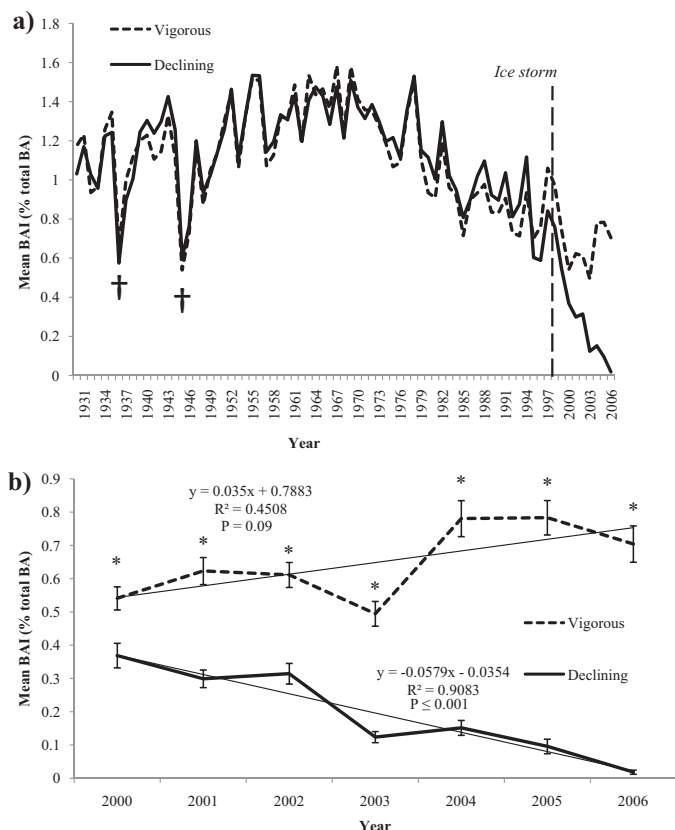 a)
1.8
1.6
1.4
1.2
1
0.8
0.6
0.4
0.2
0
Mean BAI (% total BA)
Vigorous
Declining
Ice storm
†
†
1931
1934
1937
1940
1943
1946
1949
1952
1955
1958
1961
1964
1967
1970
1973
1976
1979
1982
1985
1988
1991
1994
1997
2000
2003
2006
Year
b)
0.9
0.8
0.7
0.6
0.5
0.4
0.3
0.2
0.1
0
Mean BAI (% total BA)
y = 0.035x + 0.7883
R² = 0.4508
P = 0.09
* * * * * * *
Vigorous
Declining
y = -0.0579x - 0.0354
R² = 0.9083
P ≤ 0.001
2000 2001 2002 2003 2004 2005 2006
Year